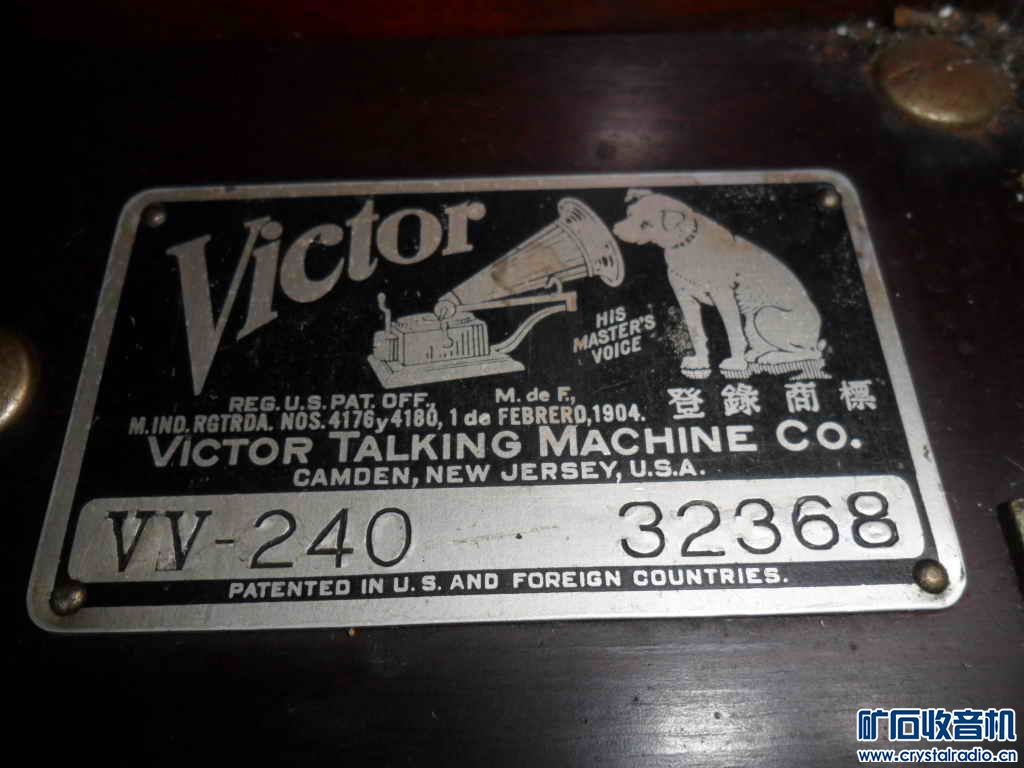 Victor
HIS
MASTER'S
VOICE
REG. U.S. PAT. OFF., M. de F.,
M. IND. RGTRDA. NOS. 4176 y 4180, 1 de FEBRERO, 1904.
登錄商標
VICTOR TALKING MACHINE CO.
CAMDEN, NEW JERSEY, U.S.A.
VV-240 32368
PATENTED IN U.S. AND FOREIGN COUNTRIES.
矿石收音机
www.crystalradio.cn